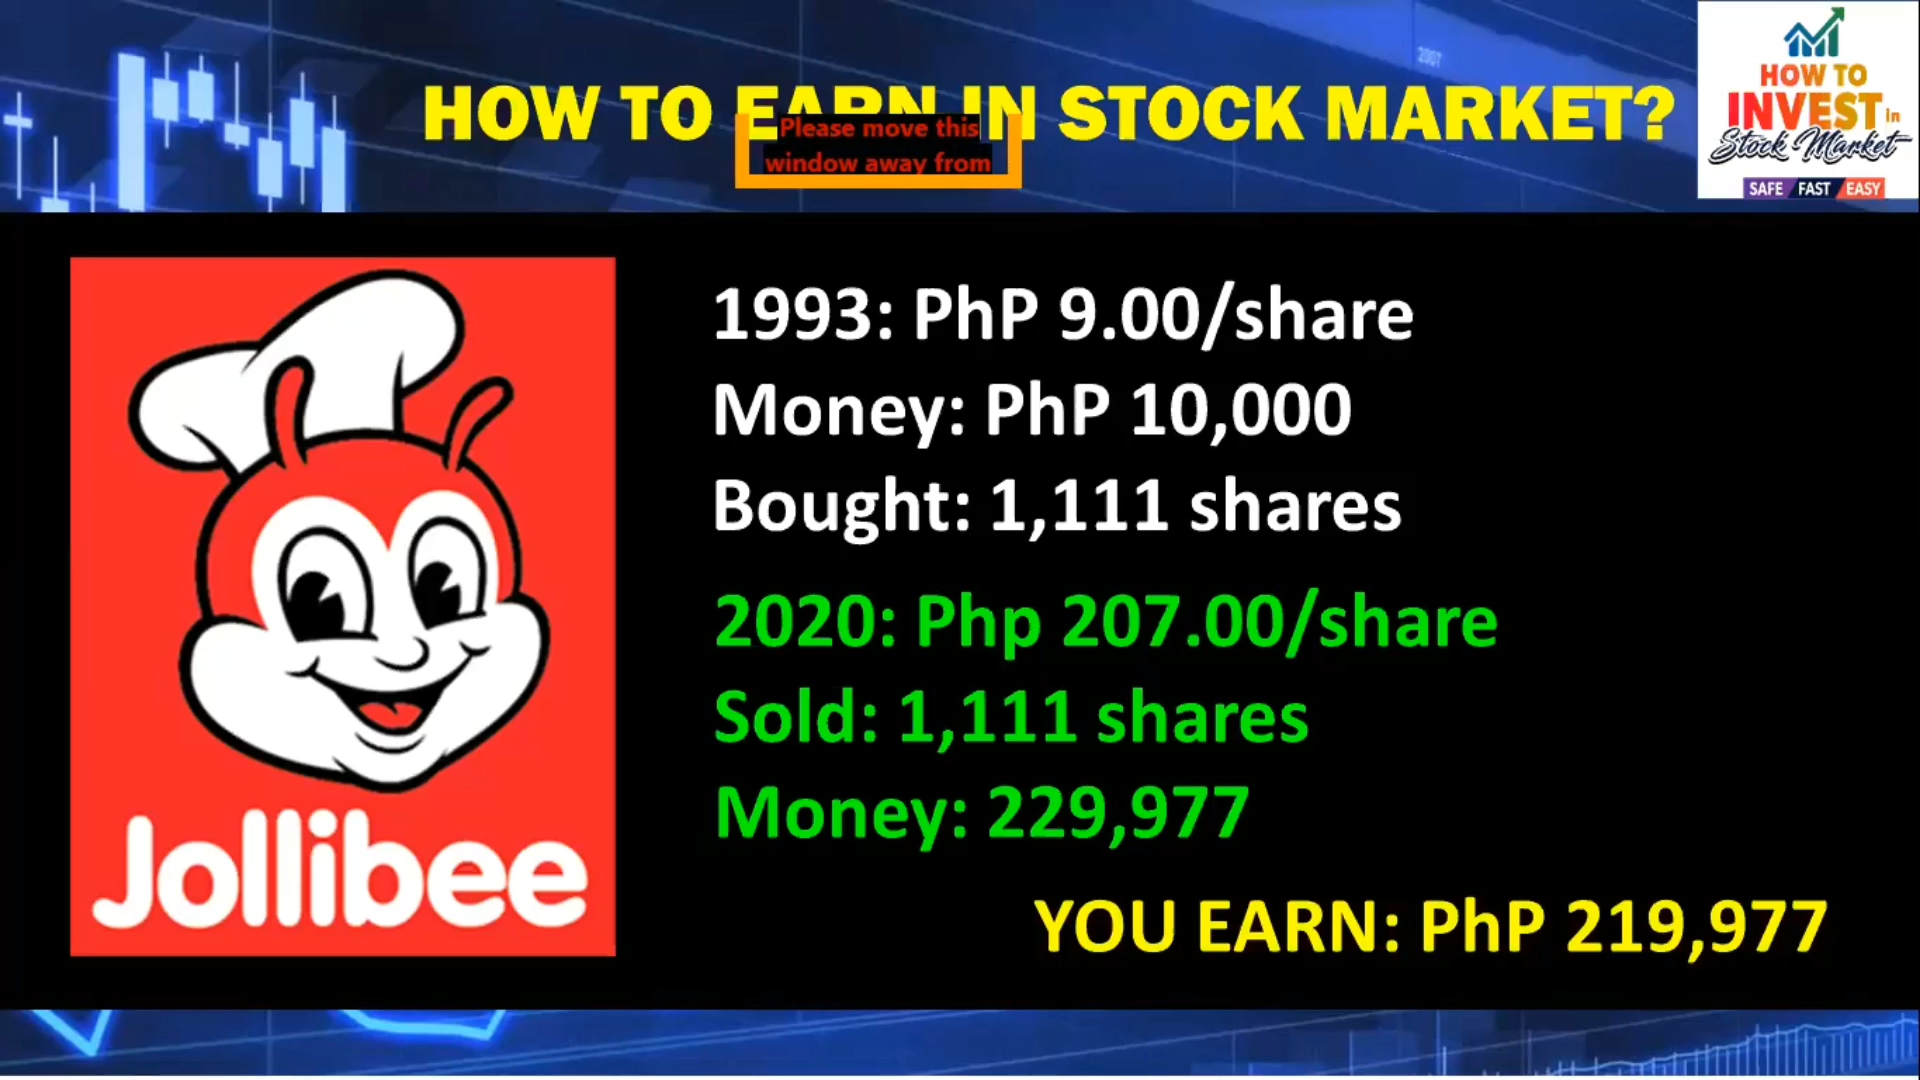 2007
HOW TO EARN IN STOCK MARKET?
Please move this
window away from
HOW TO
INVEST in
Stock Market
SAFE FAST EASY
1993: PhP 9.00/share
Money: PhP 10,000
Bought: 1,111 shares
2020: Php 207.00/share
Sold: 1,111 shares
Money: 229,977
YOU EARN: PhP 219,977
Jollibee